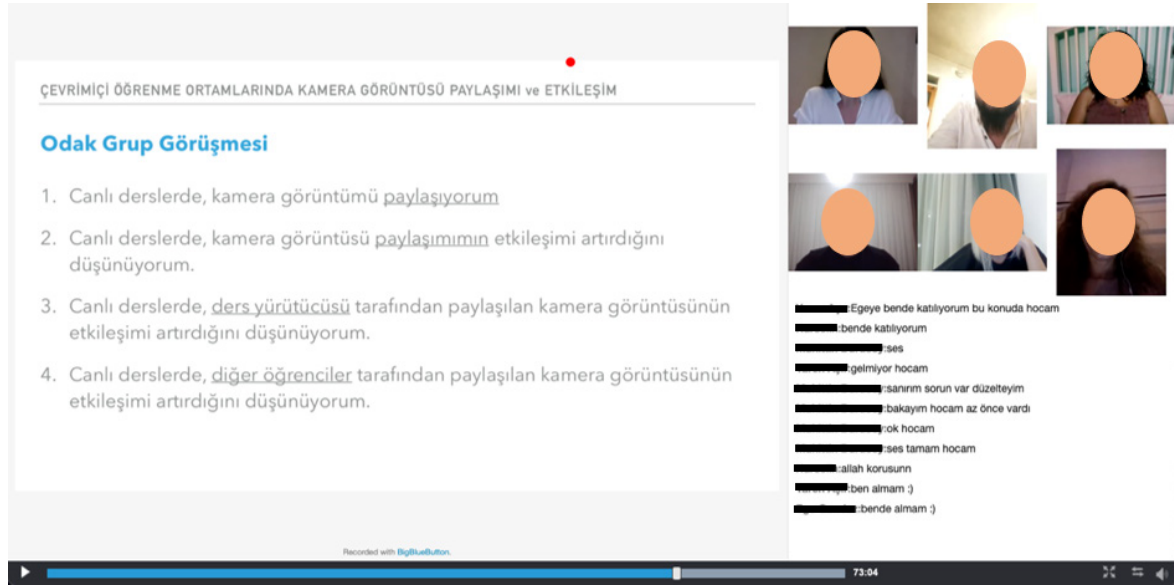 ÇEVRİMİÇİ ÖĞRENME ORTAMLARINDA KAMERA GÖRÜNTÜSÜ PAYLAŞIMI ve ETKİLEŞİM
Odak Grup Görüşmesi
1. Canlı derslerde, kamera görüntümü paylaşıyorum
2. Canlı derslerde, kamera görüntüsü paylaşımımın etkileşimi artırdığını
düşünüyorum.
3. Canlı derslerde, ders yürütücüsü tarafından paylaşılan kamera görüntüsünün
etkileşimi artırdığını düşünüyorum.
4. Canlı derslerde, diğer öğrenciler tarafından paylaşılan kamera görüntüsünün
etkileşimi artırdığını düşünüyorum.
Recorded with BigBlueButton.
:Egeye bende katılıyorum bu konuda hocam
:bende katılıyorum
:ses
:gelmiyor hocam
:sanırım sorun var düzelteyim
:bakayım hocam az önce vardı
:ok hocam
:ses tamam hocam
:allah korusunn
:ben almam :)
:bende almam :)
73:04